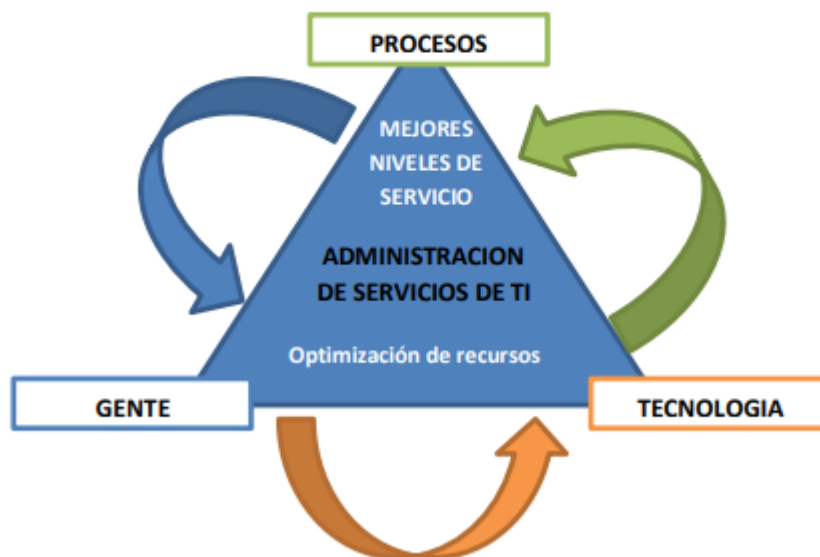 PROCESOS
MEJORES
NIVELES DE
SERVICIO
ADMINISTRACION
DE SERVICIOS DE TI
Optimización de recursos
GENTE
TECNOLOGIA